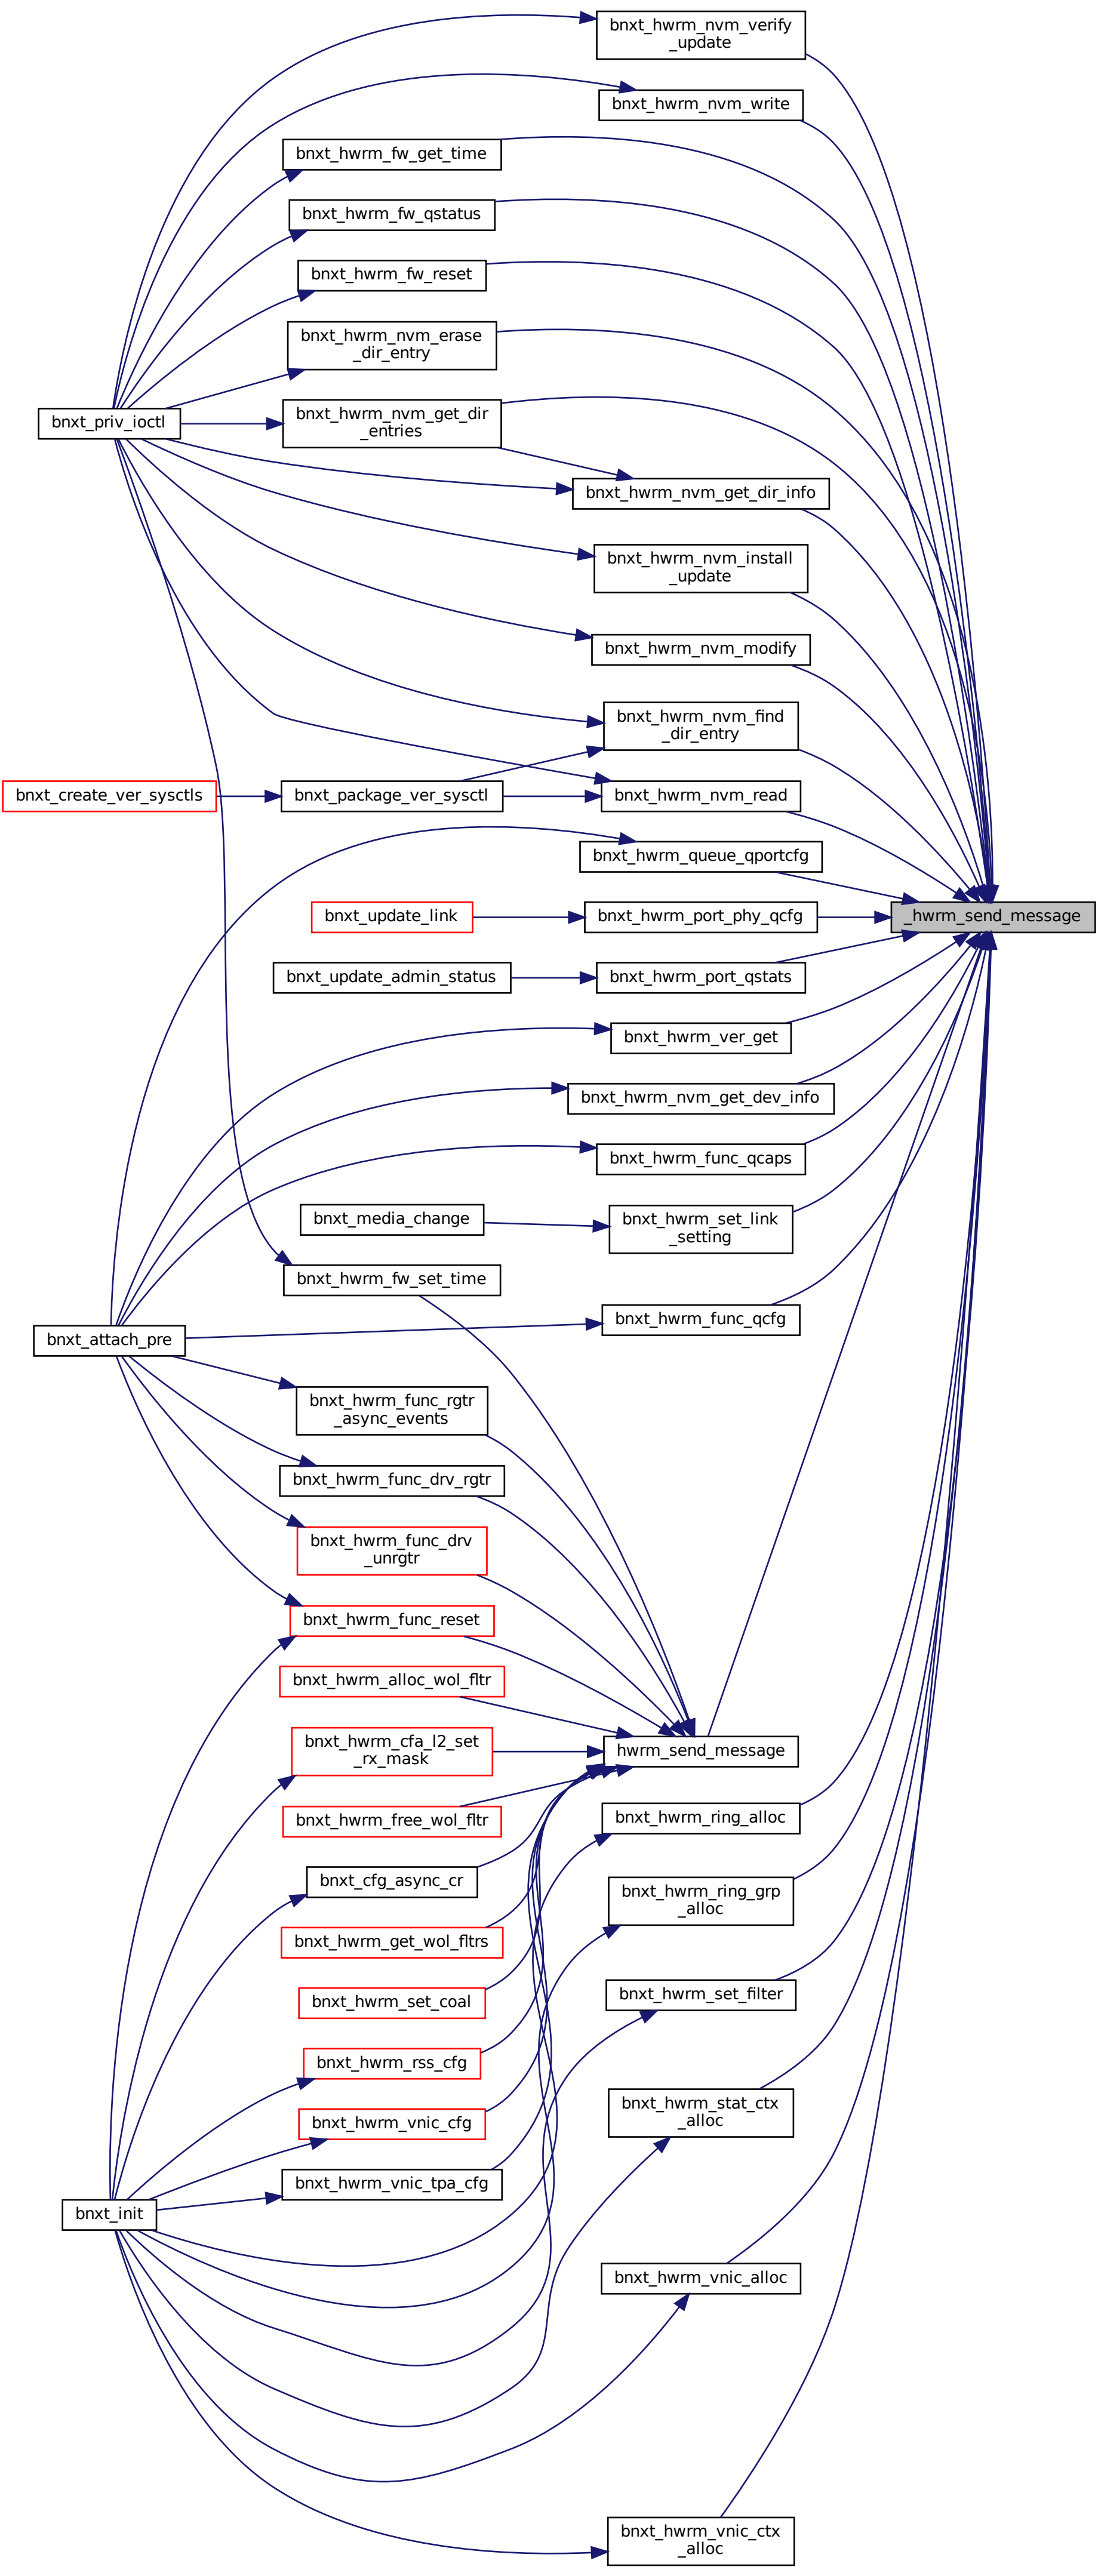 bnxt_hwrm_nvm_verify
_update
bnxt_hwrm_nvm_write
bnxt_hwrm_fw_get_time
bnxt_hwrm_fw_qstatus
bnxt_hwrm_fw_reset
bnxt_hwrm_nvm_erase
_dir_entry
bnxt_priv_ioctl
bnxt_hwrm_nvm_get_dir
_entries
bnxt_hwrm_nvm_get_dir_info
bnxt_hwrm_nvm_install
_update
bnxt_hwrm_nvm_modify
bnxt_hwrm_nvm_find
_dir_entry
bnxt_create_ver_sysctls
bnxt_package_ver_sysctl
bnxt_hwrm_nvm_read
bnxt_hwrm_queue_qportcfg
bnxt_update_link
bnxt_hwrm_port_phy_qcfg
_hwrm_send_message
bnxt_update_admin_status
bnxt_hwrm_port_qstats
bnxt_hwrm_ver_get
bnxt_hwrm_nvm_get_dev_info
bnxt_hwrm_func_qcaps
bnxt_media_change
bnxt_hwrm_set_link
_setting
bnxt_hwrm_fw_set_time
bnxt_hwrm_func_qcfg
bnxt_attach_pre
bnxt_hwrm_func_rgtr
_async_events
bnxt_hwrm_func_drv_rgtr
bnxt_hwrm_func_drv
_unrgtr
bnxt_hwrm_func_reset
bnxt_hwrm_alloc_wol_fltr
bnxt_hwrm_cfa_l2_set
_rx_mask
hwrm_send_message
bnxt_hwrm_free_wol_fltr
bnxt_hwrm_ring_alloc
bnxt_cfg_async_cr
bnxt_hwrm_ring_grp
_alloc
bnxt_hwrm_get_wol_fltrs
bnxt_hwrm_set_coal
bnxt_hwrm_set_filter
bnxt_hwrm_rss_cfg
bnxt_hwrm_vnic_cfg
bnxt_hwrm_stat_ctx
_alloc
bnxt_hwrm_vnic_tpa_cfg
bnxt_init
bnxt_hwrm_vnic_alloc
bnxt_hwrm_vnic_ctx
_alloc